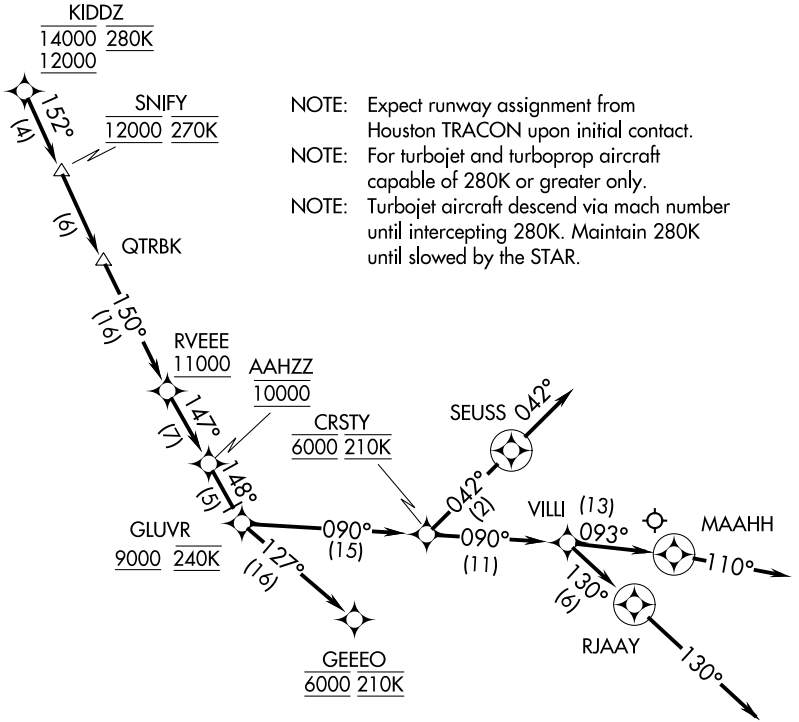 KIDDZ
14000 280K
12000
SNIFY
12000 270K
152°
(4)
(6)
QTRBK
150°
(16)
NOTE: Expect runway assignment from
Houston TRACON upon initial contact.
NOTE: For turbojet and turboprop aircraft
capable of 280K or greater only.
NOTE: Turbojet aircraft descend via mach number
until intercepting 280K. Maintain 280K
until slowed by the STAR.
RVEEE
11000
AAHZZ
10000
147°
(7)
148°
(5)
CRSTY
6000 210K
SEUSS
042°
042°
(2)
GLUVR
9000 240K
090°
(15)
127°
(16)
GEEEO
6000 210K
090°
(11)
VILLI
(13)
093°
MAAHH
110°
130°
(6)
RJAAY
130°